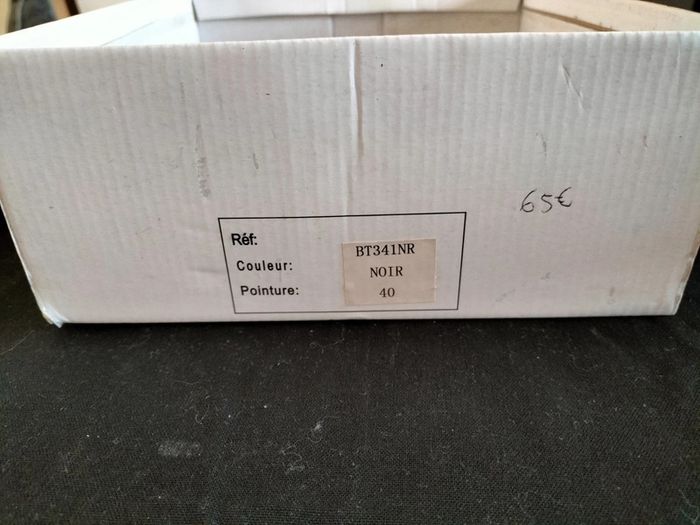 65€
Réf: BT341NR
Couleur: NOIR
Pointure: 40